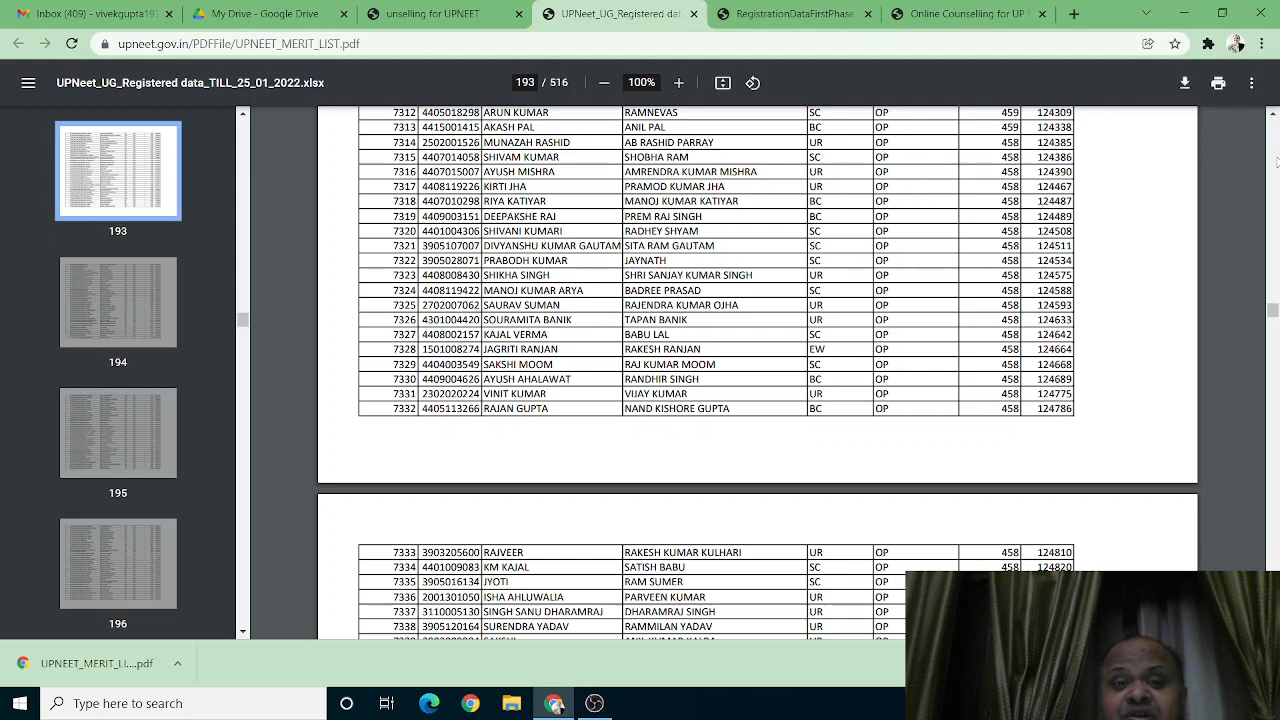 Inbox (409) - vivekgupta19
My Drive - Google Drive
unselling for UPNEET
UPNeet_UG_Registered dat
RegistrationDataFirstPhase.
Online Counselling for UP
upneet.gov.in/PDFFile/UPNEET_MERIT_LIST.pdf
UPNeet_UG_Registered data_TILL_25_01_2022.xlsx
193 / 516
100%
7312 4405018298 ARUN KUMAR RAMNEVAS SC OP 459 124309
7313 4415001415 AKASH PAL ANIL PAL BC OP 459 124338
7314 2502001526 MUNAZAH RASHID AB RASHID PARRAY UR OP 458 124385
7315 4407014058 SHIVAM KUMAR SHOBHA RAM SC OP 458 124386
7316 4407015007 AYUSH MISHRA AMRENDRA KUMAR MISHRA UR OP 458 124390
7317 4408119226 KIRTI JHA PRAMOD KUMAR JHA UR OP 458 124467
7318 4407010298 RIYA KATIYAR MANOJ KUMAR KATIYAR BC OP 458 124487
7319 4409003151 DEEPAKSHE RAJ PREM RAJ SINGH BC OP 458 124489
7320 4401004306 SHIVANI KUMARI RADHEY SHYAM SC OP 458 124508
7321 3905107007 DIVYANSHU KUMAR GAUTAM SITA RAM GAUTAM SC OP 458 124511
7322 3905028071 PRABODH KUMAR JAYNATH SC OP 458 124534
7323 4408008430 SHIKHA SINGH SHRI SANJAY KUMAR SINGH UR OP 458 124575
7324 4408119422 MANOJ KUMAR ARYA BADREE PRASAD SC OP 458 124588
7325 2702007062 SAURAV SUMAN RAJENDRA KUMAR OJHA UR OP 458 124593
7326 4301004420 SOURAMITA BANIK TAPAN BANIK UR OP 458 124633
7327 4408002157 KAJAL VERMA BABU LAL SC OP 458 124642
7328 1501008274 JAGRITI RANJAN RAKESH RANJAN EW OP 458 124664
7329 4404003549 SAKSHI MOOM RAJ KUMAR MOOM SC OP 458 124668
7330 4409004626 AYUSH AHALAWAT RANDHIR SINGH BC OP 458 124689
7331 2302020224 VINIT KUMAR VIJAY KUMAR UR OP 458 124775
7332 4405113266 RAJAN GUPTA NAND KISHORE GUPTA BC OP 458 124786
7333 3903205600 RAJVEER RAKESH KUMAR KULHARI UR OP 458 124810
7334 4401009083 KM KAJAL SATISH BABU SC OP 458 124820
7335 3905016134 JYOTI RAM SUMER SC OP
7336 2001301050 ISHA AHLUWALIA PARVEEN KUMAR UR OP
7337 3110005130 SINGH SANU DHARAMRAJ DHARAMRAJ SINGH UR OP
7338 3905120164 SURENDRA YADAV RAMMILAN YADAV UR OP
193
194
195
196
UPNEET_MERIT_LI....pdf
Type here to search